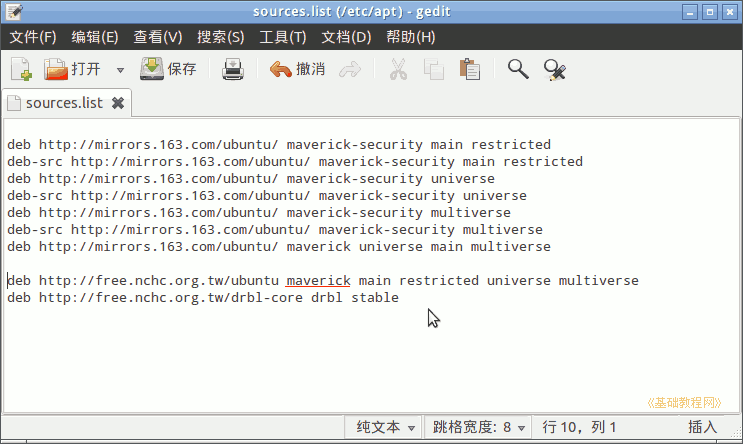 sources.list (/etc/apt) - gedit
文件(F) 编辑(E) 查看(V) 搜索(S) 工具(T) 文档(D) 帮助(H)
打开 保存 撤消
sources.list
deb http://mirrors.163.com/ubuntu/ maverick-security main restricted
deb-src http://mirrors.163.com/ubuntu/ maverick-security main restricted
deb http://mirrors.163.com/ubuntu/ maverick-security universe
deb-src http://mirrors.163.com/ubuntu/ maverick-security universe
deb http://mirrors.163.com/ubuntu/ maverick-security multiverse
deb-src http://mirrors.163.com/ubuntu/ maverick-security multiverse
deb http://mirrors.163.com/ubuntu/ maverick universe main multiverse
deb http://free.nchc.org.tw/ubuntu maverick main restricted universe multiverse
deb http://free.nchc.org.tw/drbl-core drbl stable
《基础教程网》
纯文本 跳格宽度: 8 行 10，列 1 插入